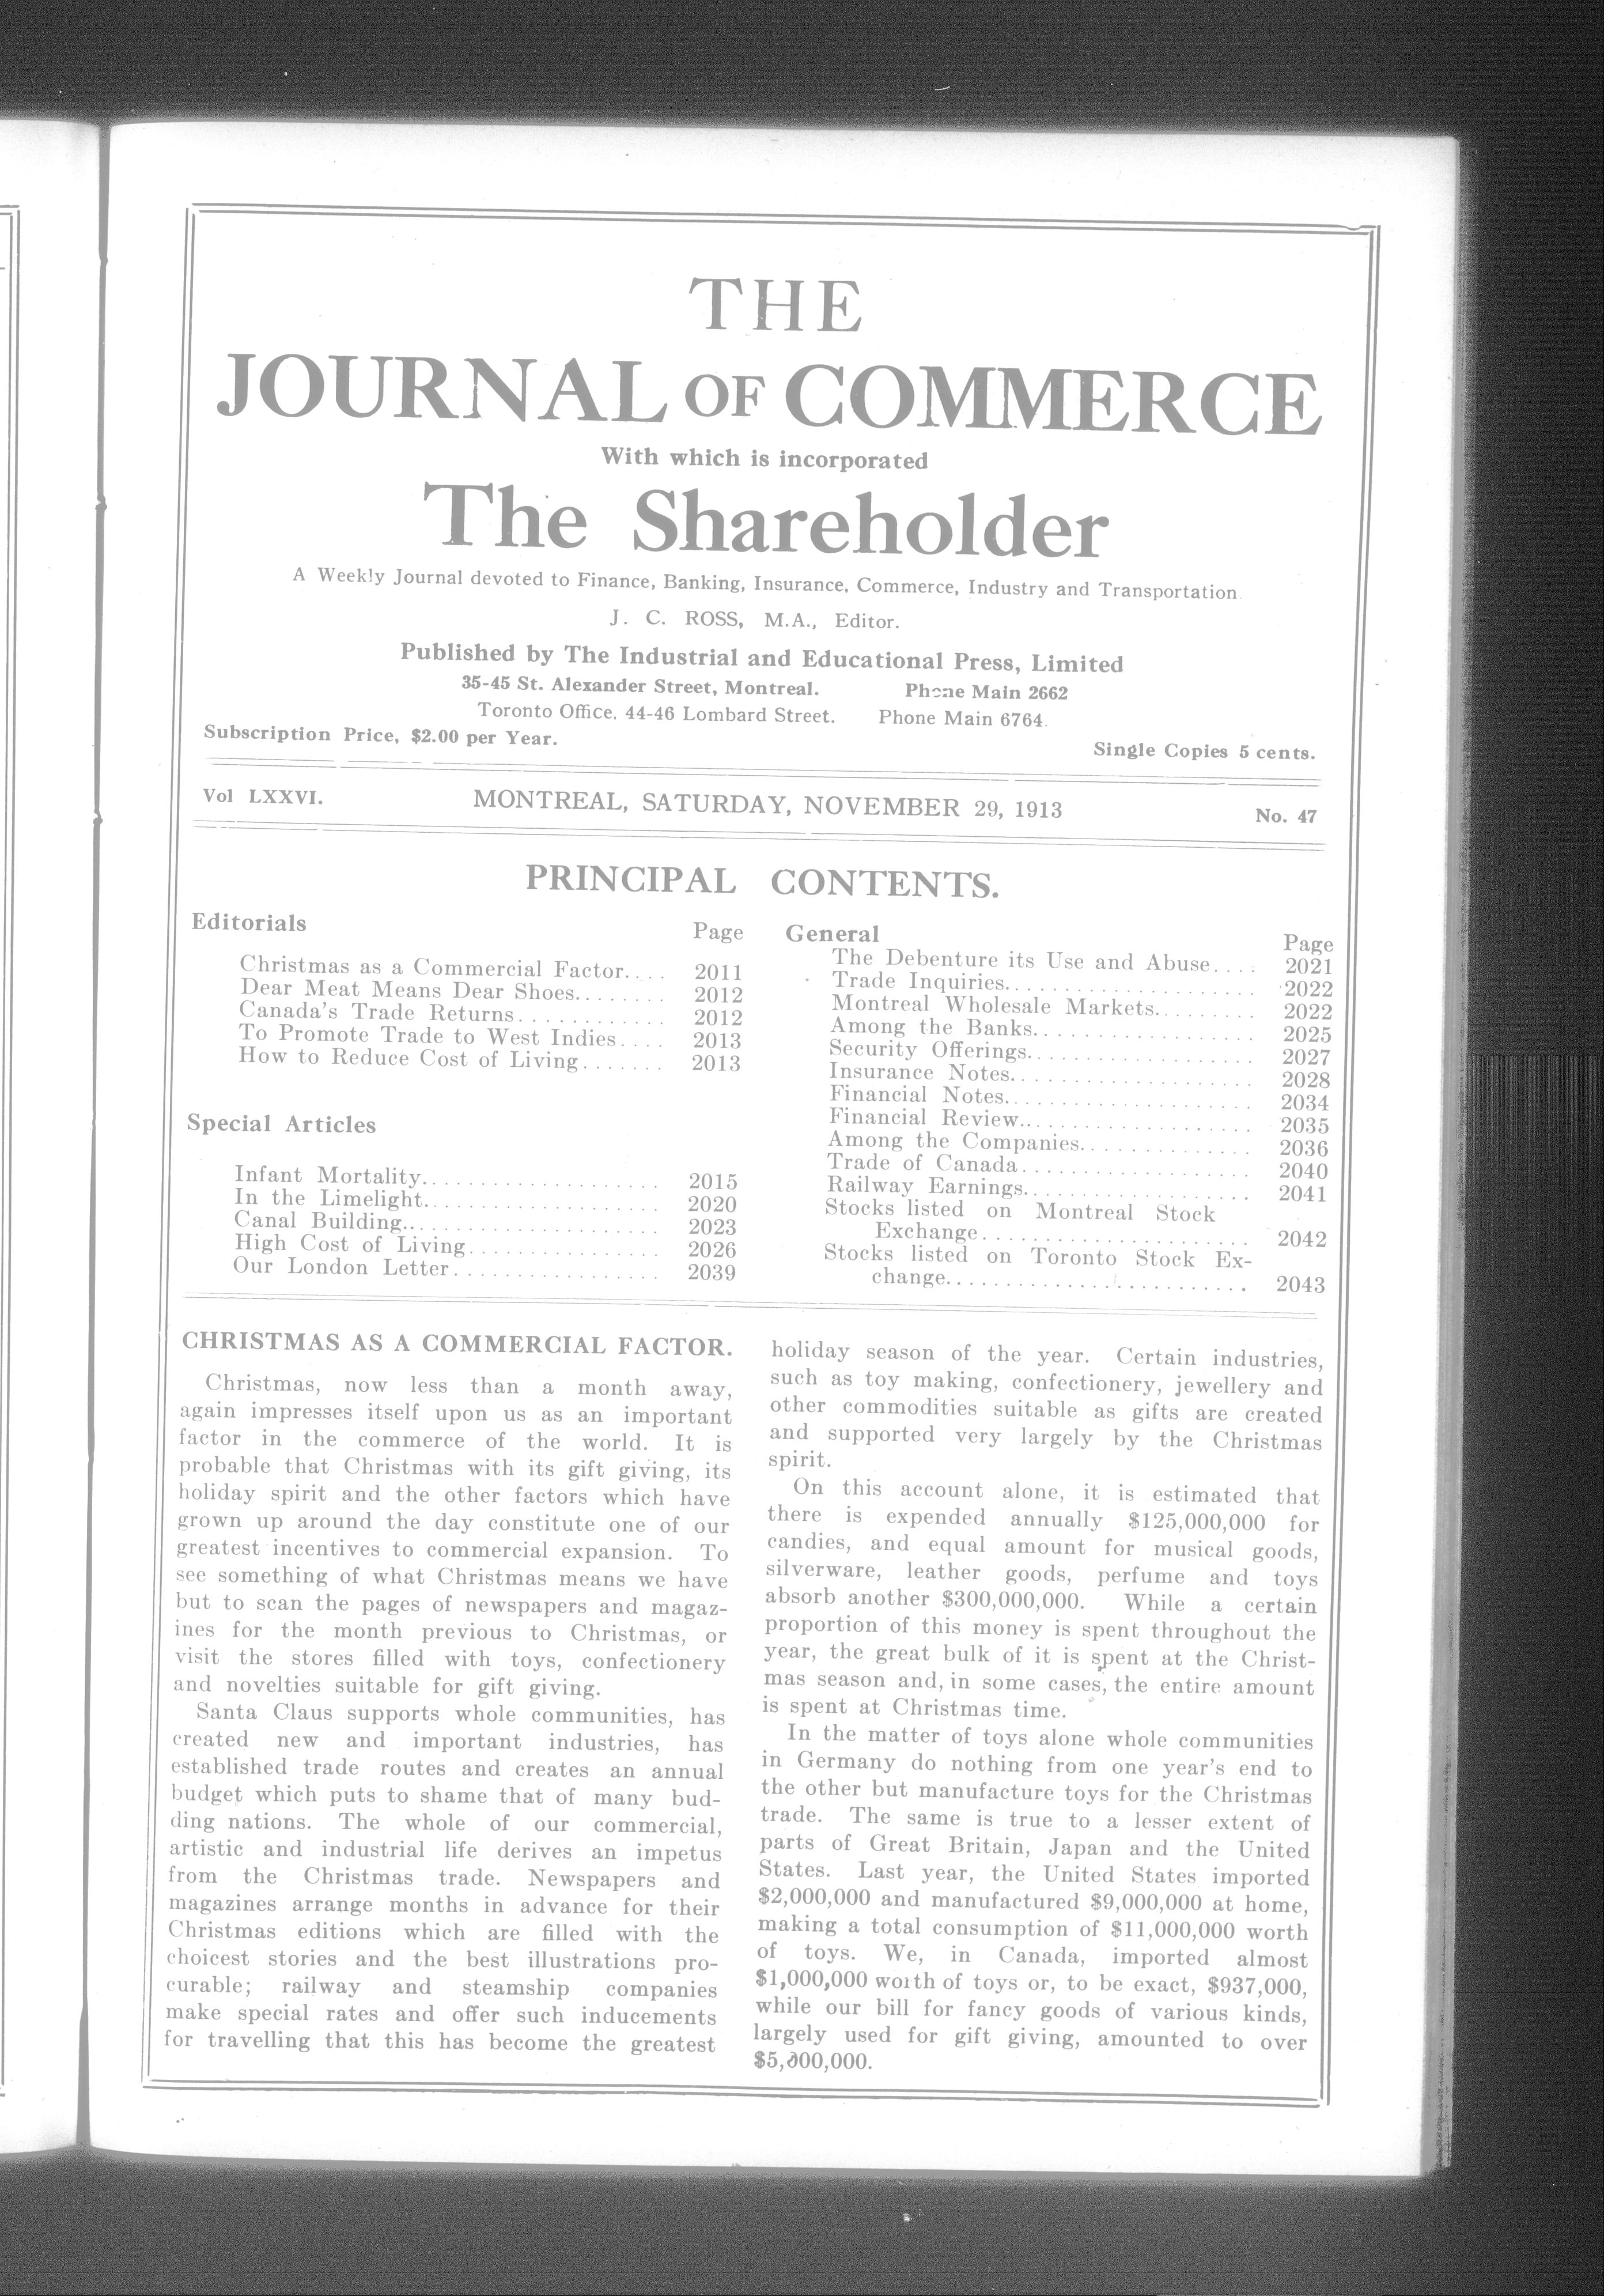 THE
JOURNAL OF COMMERCE
With which is incorporated
The Shareholder
A Weekly Journal devoted to Finance, Banking, Insurance, Commerce, Industry and Transportation.
J. C. ROSS, M.A., Editor.
Published by The Industrial and Educational Press, Limited
35-45 St. Alexander Street, Montreal. Phone Main 2662
Toronto Office, 44-46 Lombard Street. Phone Main 6764.
Subscription Price, $2.00 per Year. Single Copies 5 cents.
Vol LXXVI. MONTREAL, SATURDAY, NOVEMBER 29, 1913 No. 47
PRINCIPAL CONTENTS.
Editorials
Page
Christmas as a Commercial Factor.... 2011
Dear Meat Means Dear Shoes........ 2012
Canada's Trade Returns............. 2012
To Promote Trade to West Indies.... 2013
How to Reduce Cost of Living....... 2013
Special Articles
Infant Mortality................... 2015
In the Limelight................... 2020
Canal Building..................... 2023
High Cost of Living................ 2026
Our London Letter................. 2039
General
Page
The Debenture its Use and Abuse.... 2021
Trade Inquiries..................... 2022
Montreal Wholesale Markets......... 2022
Among the Banks.................. 2025
Security Offerings................... 2027
Insurance Notes.................... 2028
Financial Notes..................... 2034
Financial Review.................... 2035
Among the Companies.............. 2036
Trade of Canada................... 2040
Railway Earnings................... 2041
Stocks listed on Montreal Stock
Exchange...................... 2042
Stocks listed on Toronto Stock Ex-
change.......................... 2043
CHRISTMAS AS A COMMERCIAL FACTOR.
Christmas, now less than a month away,
again impresses itself upon us as an important
factor in the commerce of the world. It is
probable that Christmas with its gift giving, its
holiday spirit and the other factors which have
grown up around the day constitute one of our
greatest incentives to commercial expansion. To
see something of what Christmas means we have
but to scan the pages of newspapers and magaz-
ines for the month previous to Christmas, or
visit the stores filled with toys, confectionery
and novelties suitable for gift giving.
Santa Claus supports whole communities, has
created new and important industries, has
established trade routes and creates an annual
budget which puts to shame that of many bud-
ding nations. The whole of our commercial,
artistic and industrial life derives an impetus
from the Christmas trade. Newspapers and
magazines arrange months in advance for their
Christmas editions which are filled with the
choicest stories and the best illustrations pro-
curable; railway and steamship companies
make special rates and offer such inducements
for travelling that this has become the greatest
holiday season of the year. Certain industries,
such as toy making, confectionery, jewellery and
other commodities suitable as gifts are created
and supported very largely by the Christmas
spirit.
On this account alone, it is estimated that
there is expended annually $125,000,000 for
candies, and equal amount for musical goods,
silverware, leather goods, perfume and toys
absorb another $300,000,000. While a certain
proportion of this money is spent throughout the
year, the great bulk of it is spent at the Christ-
mas season and, in some cases, the entire amount
is spent at Christmas time.
In the matter of toys alone whole communities
in Germany do nothing from one year's end to
the other but manufacture toys for the Christmas
trade. The same is true to a lesser extent of
parts of Great Britain, Japan and the United
States. Last year, the United States imported
$2,000,000 and manufactured $9,000,000 at home,
making a total consumption of $11,000,000 worth
of toys. We, in Canada, imported almost
$1,000,000 worth of toys or, to be exact, $937,000,
while our bill for fancy goods of various kinds,
largely used for gift giving, amounted to over
$5,000,000.